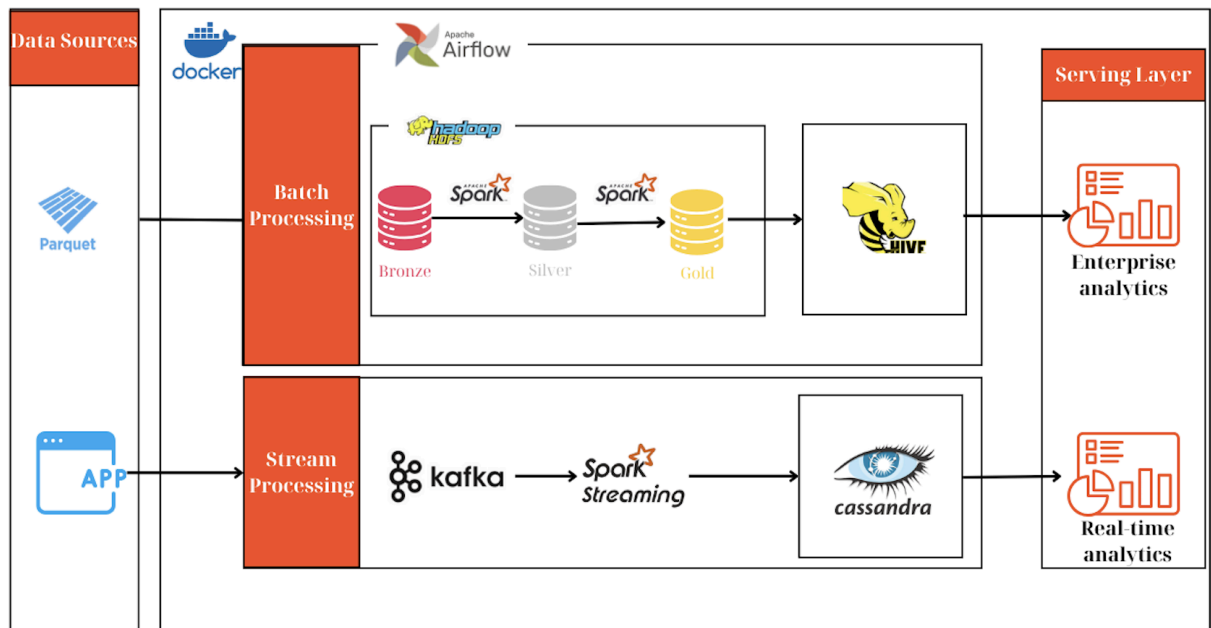 Data Sources
docker
Apache
Airflow
Serving Layer
hadoop
HDFS
Batch
Processing
APACHE
Spark
APACHE
Spark
Parquet
Bronze
Silver
Gold
HIVE
Enterprise
analytics
APP
Stream
Processing
kafka
Spark
Streaming
cassandra
Real-time
analytics